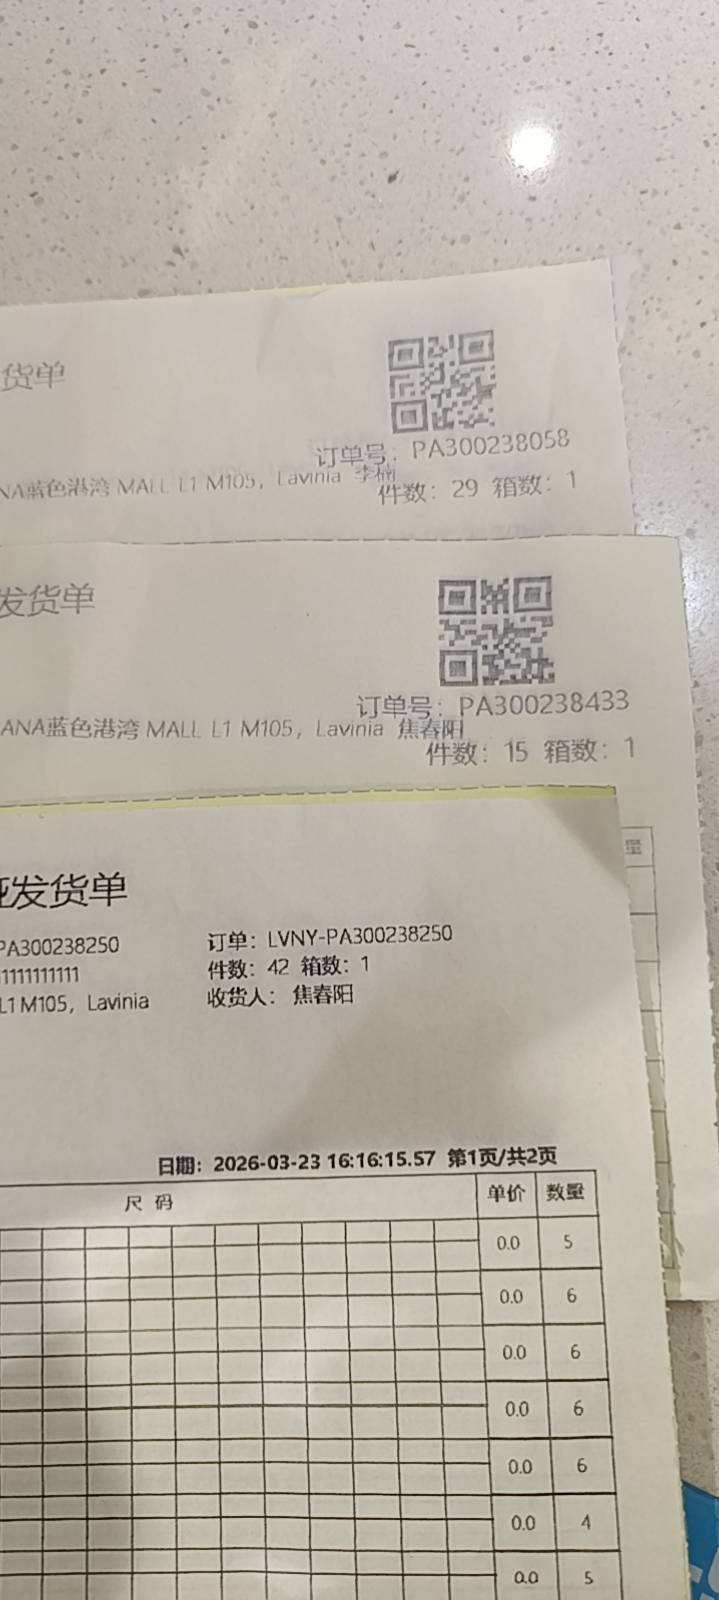 货单
订单号：PA300238058
NA蓝色港湾 MALL L1 M105，Lavinia 李楠
件数：29 箱数：1
发货单
订单号：PA300238433
ANA蓝色港湾 MALL L1 M105，Lavinia 焦春阳
件数：15 箱数：1
量
发货单
PA300238250
订单：LVNY-PA300238250
11111111111
件数：42 箱数：1
L1 M105，Lavinia
收货人：焦春阳
日期：2026-03-23 16:16:15.57 第1页/共2页
尺 码 单价 数量
0.0 5
0.0 6
0.0 6
0.0 6
0.0 6
0.0 4
0.0 5